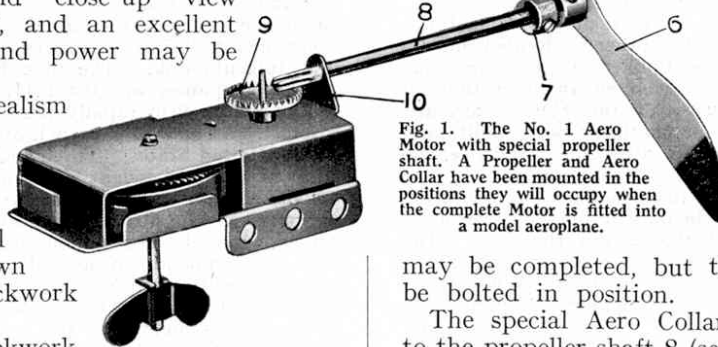 close-up view
, and an excellent
nd power may be
ealism
wn
ckwork
ckwork
9
8
6
7
10
Fig. 1. The No. 1 Aero
Motor with special propeller
shaft. A Propeller and Aero
Collar have been mounted in the
positions they will occupy when
the complete Motor is fitted into
a model aeroplane.
may be completed, but t
be bolted in position.
The special Aero Collar
to the propeller shaft 8